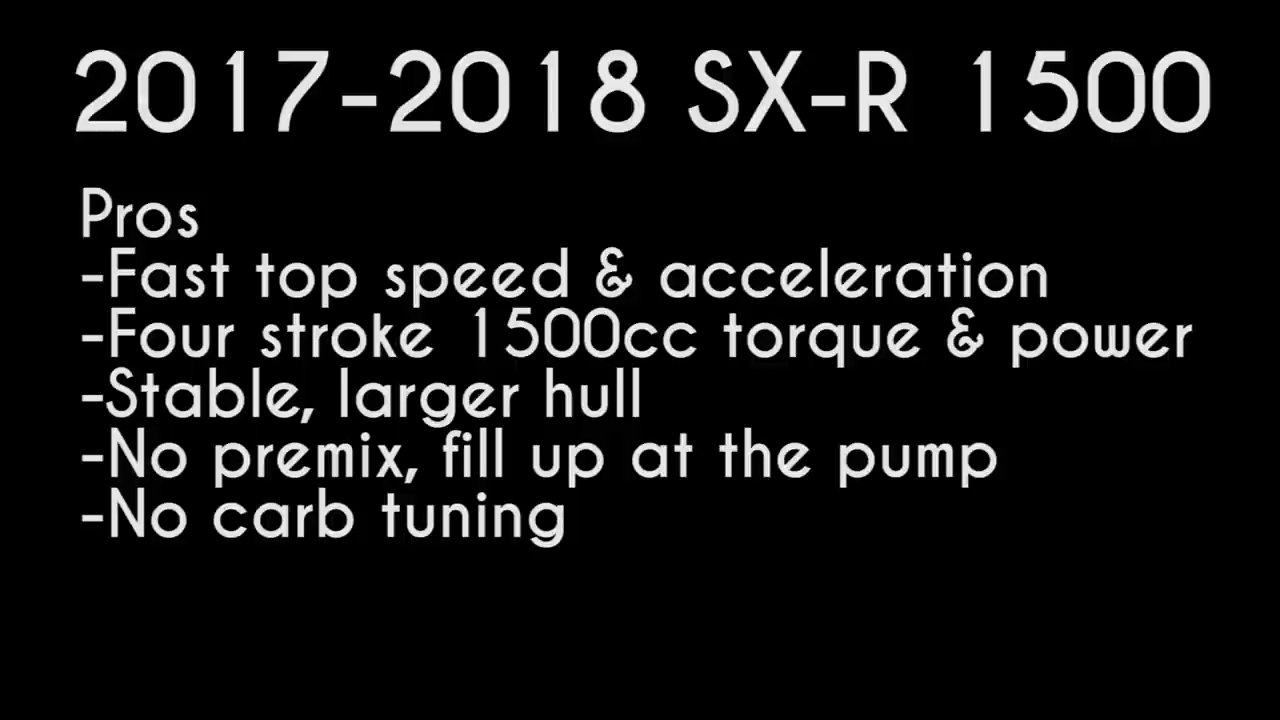 2017-2018 SX-R 1500
Pros
-Fast top speed & acceleration
-Four stroke 1500cc torque & power
-Stable, larger hull
-No premix, fill up at the pump
-No carb tuning